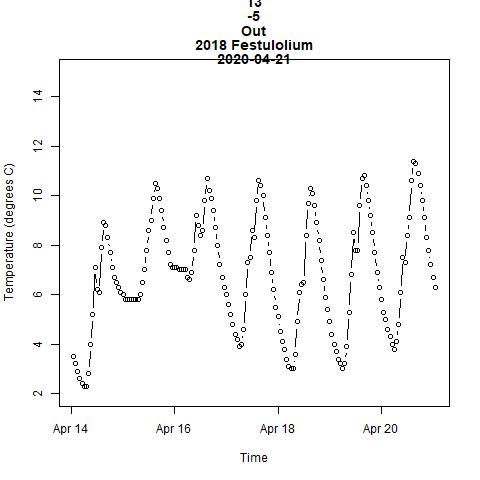 13
-5
Out
2018 Festulolium
2020-04-21
14
12
10
8
6
4
2
Temperature (degrees C)
Apr 14
Apr 16
Apr 18
Apr 20
Time